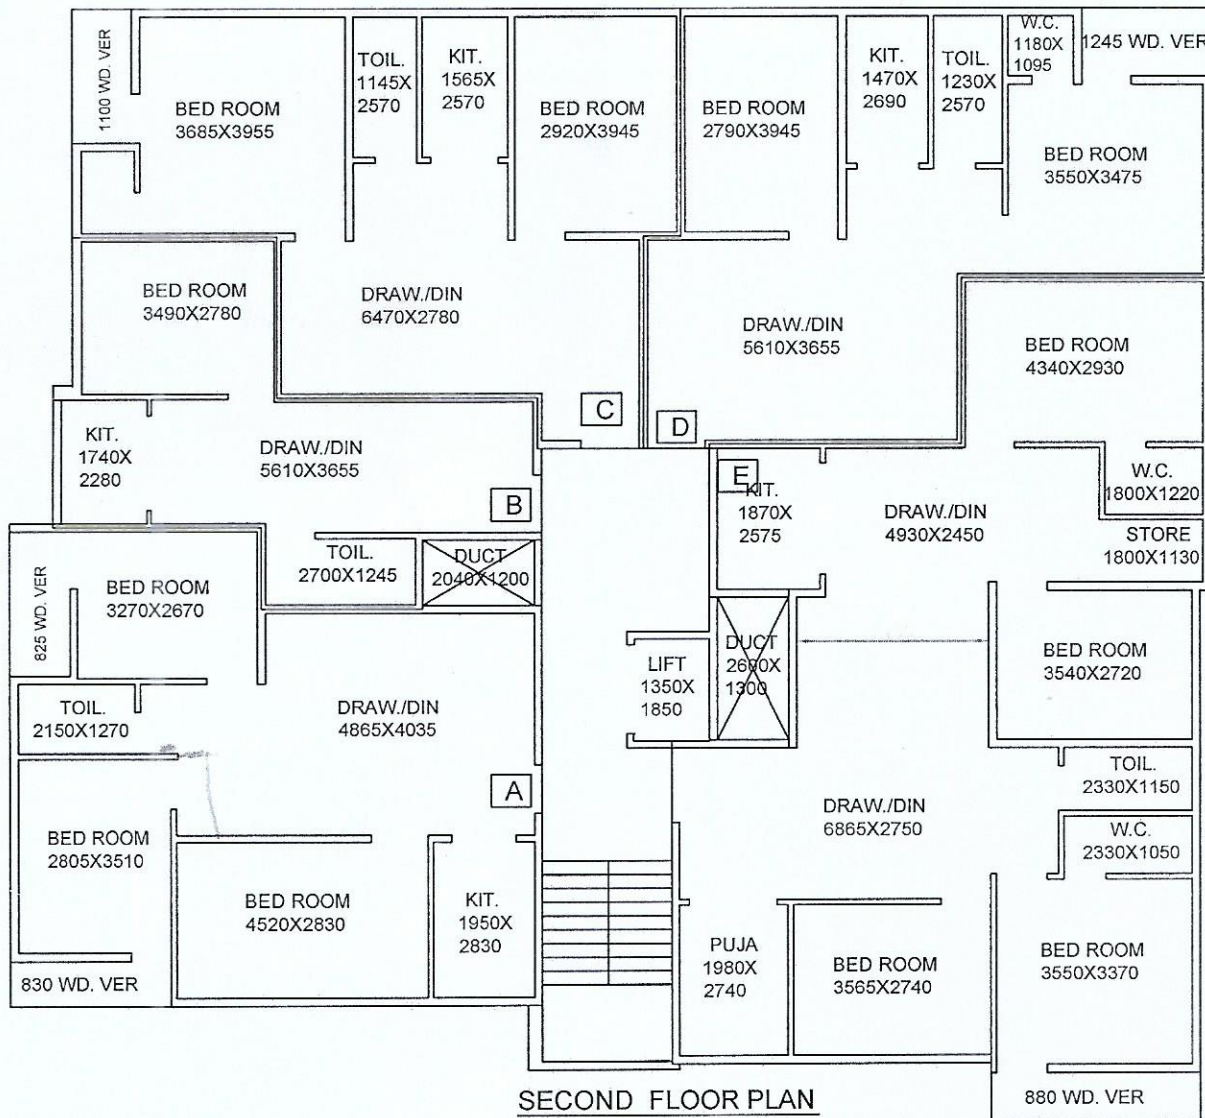 1100 WD. VER
BED ROOM
3685X3955
TOIL.
1145X
2570
KIT.
1565X
2570
BED ROOM
2920X3945
BED ROOM
2790X3945
KIT.
1470X
2690
TOIL.
1230X
2570
W.C.
1180X
1095
1245 WD. VER
BED ROOM
3550X3475
BED ROOM
3490X2780
DRAW./DIN
6470X2780
DRAW./DIN
5610X3655
BED ROOM
4340X2930
C
D
KIT.
1740X
2280
DRAW./DIN
5610X3655
B
E
KIT.
1870X
2575
DRAW./DIN
4930X2450
W.C.
1800X1220
STORE
1800X1130
TOIL.
2700X1245
DUCT
2040X1200
825 WD. VER
BED ROOM
3270X2670
LIFT
1350X
1850
DUCT
2600X
1300
BED ROOM
3540X2720
TOIL.
2150X1270
DRAW./DIN
4865X4035
A
DRAW./DIN
6865X2750
TOIL.
2330X1150
W.C.
2330X1050
BED ROOM
2805X3510
BED ROOM
4520X2830
KIT.
1950X
2830
PUJA
1980X
2740
BED ROOM
3565X2740
BED ROOM
3550X3370
830 WD. VER
880 WD. VER
SECOND FLOOR PLAN